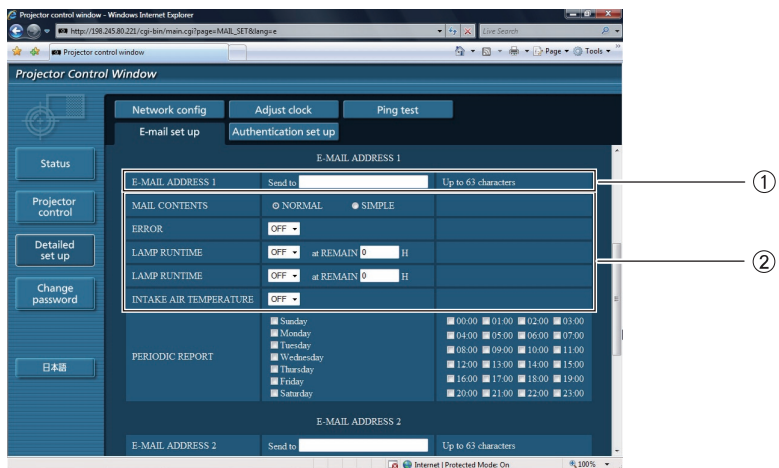 Projector control window - Windows Internet Explorer
http://198.245.80.221/cgi-bin/main.cgi?page=MAIL_SET&lang=e
Live Search
Projector control window
Page
Tools
Projector Control Window
Network config Adjust clock Ping test
E-mail set up Authentication set up
Status
Projector control
Detailed set up
Change password
日本語
E-MAIL ADDRESS 1
E-MAIL ADDRESS 1 Send to Up to 63 characters
MAIL CONTENTS NORMAL SIMPLE
ERROR OFF
LAMP RUNTIME OFF at REMAIN 0 H
LAMP RUNTIME OFF at REMAIN 0 H
INTAKE AIR TEMPERATURE OFF
PERIODIC REPORT
Sunday
Monday
Tuesday
Wednesday
Thursday
Friday
Saturday
00:00 01:00 02:00 03:00
04:00 05:00 06:00 07:00
08:00 09:00 10:00 11:00
12:00 13:00 14:00 15:00
16:00 17:00 18:00 19:00
20:00 21:00 22:00 23:00
E-MAIL ADDRESS 2
E-MAIL ADDRESS 2 Send to Up to 63 characters
Internet | Protected Mode: On 100%
①
②